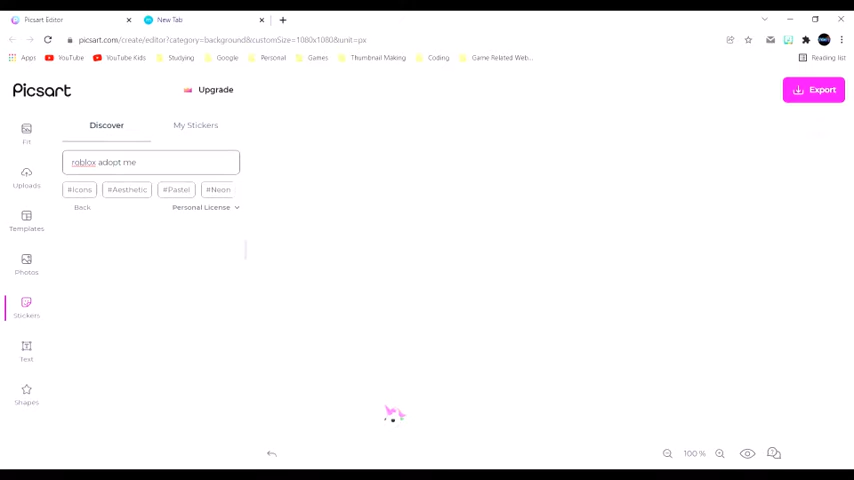 Picsart Editor
New Tab
picsart.com/create/editor?category=background&customSize=1080x1080&unit=px
Apps YouTube YouTube Kids Studying Google Personal Games Thumbnail Making Coding Game Related Web... Reading list
Picsart
Upgrade
Export
Discover My Stickers
roblox adopt me
#Icons #Aesthetic #Pastel #Neon
Back Personal License
Fit
Uploads
Templates
Photos
Stickers
Text
Shapes
100 %